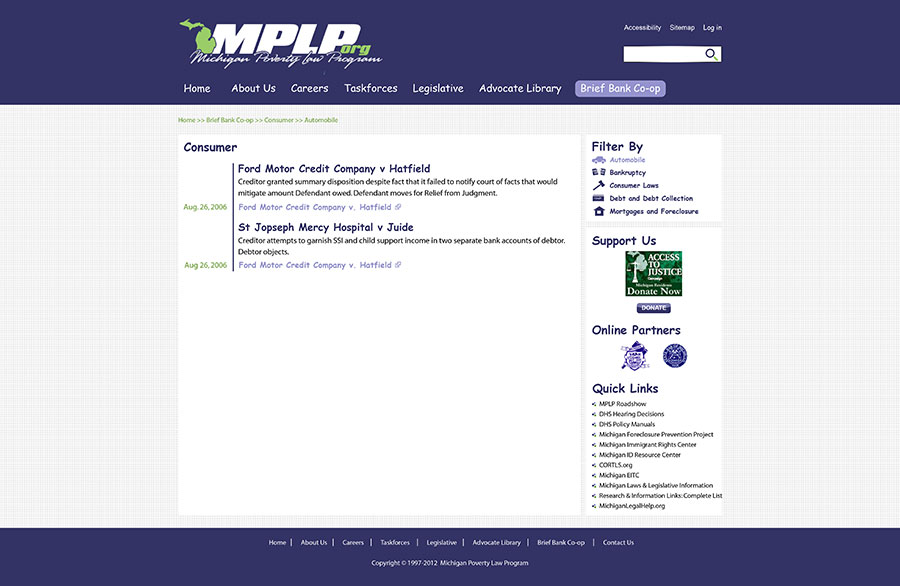 MPLP.org
Michigan Poverty Law Program
Accessibility Sitemap Log in
Home About Us Careers Taskforces Legislative Advocate Library Brief Bank Co-op
Home >> Brief Bank Co-op >> Consumer >> Automobile
Consumer
Ford Motor Credit Company v Hatfield
Creditor granted summary disposition despite fact that it failed to notify court of facts that would
mitigate amount Defendant owed. Defendant moves for Relief from Judgment.
Aug. 26, 2006 Ford Motor Credit Company v. Hatfield
St Jopseph Mercy Hospital v Juide
Creditor attempts to garnish SSI and child support income in two separate bank accounts of debtor.
Debtor objects.
Aug 26, 2006 Ford Motor Credit Company v. Hatfield
Filter By
Automobile
Bankruptcy
Consumer Laws
Debt and Debt Collection
Mortgages and Foreclosure
Support Us
ACCESS
TO
JUSTICE
Campaign
Michigan Residents
Donate Now
DONATE
Online Partners
Quick Links
MPLP Roadshow
DHS Hearing Decisions
DHS Policy Manuals
Michigan Foreclosure Prevention Project
Michigan Immigrant Rights Center
Michigan ID Resource Center
CORTLS.org
Michigan EITC
Michigan Laws & Legislative Information
Research & Information Links: Complete List
MichiganLegalHelp.org
Home | About Us | Careers | Taskforces | Legislative | Advocate Library | Brief Bank Co-op | Contact Us
Copyright © 1997-2012 Michigan Poverty Law Program